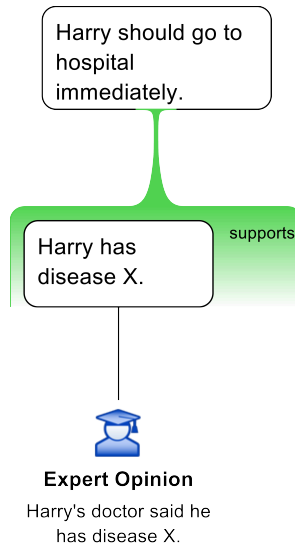 Harry should go to
hospital
immediately.
supports
Harry has
disease X.
Expert Opinion
Harry's doctor said he
has disease X.